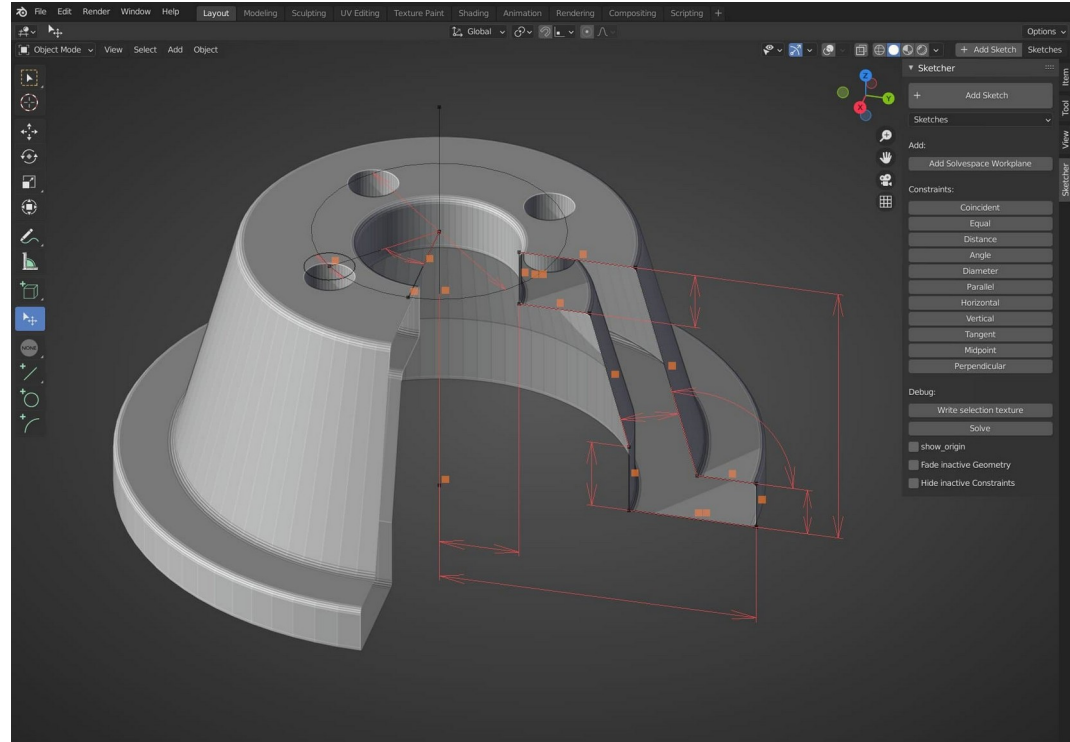 File Edit Render Window Help Layout Modeling Sculpting UV Editing Texture Paint Shading Animation Rendering Compositing Scripting +
Global Options
Object Mode View Select Add Object + Add Sketch Sketches
Sketcher
+ Add Sketch
Sketches
Add:
Add Solvespace Workplane
Constraints:
Coincident
Equal
Distance
Angle
Diameter
Parallel
Horizontal
Vertical
Tangent
Midpoint
Perpendicular
Debug:
Write selection texture
Solve
show_origin
Fade inactive Geometry
Hide inactive Constraints
Item
Tool
View
Sketcher
Z
Y
X
NONE